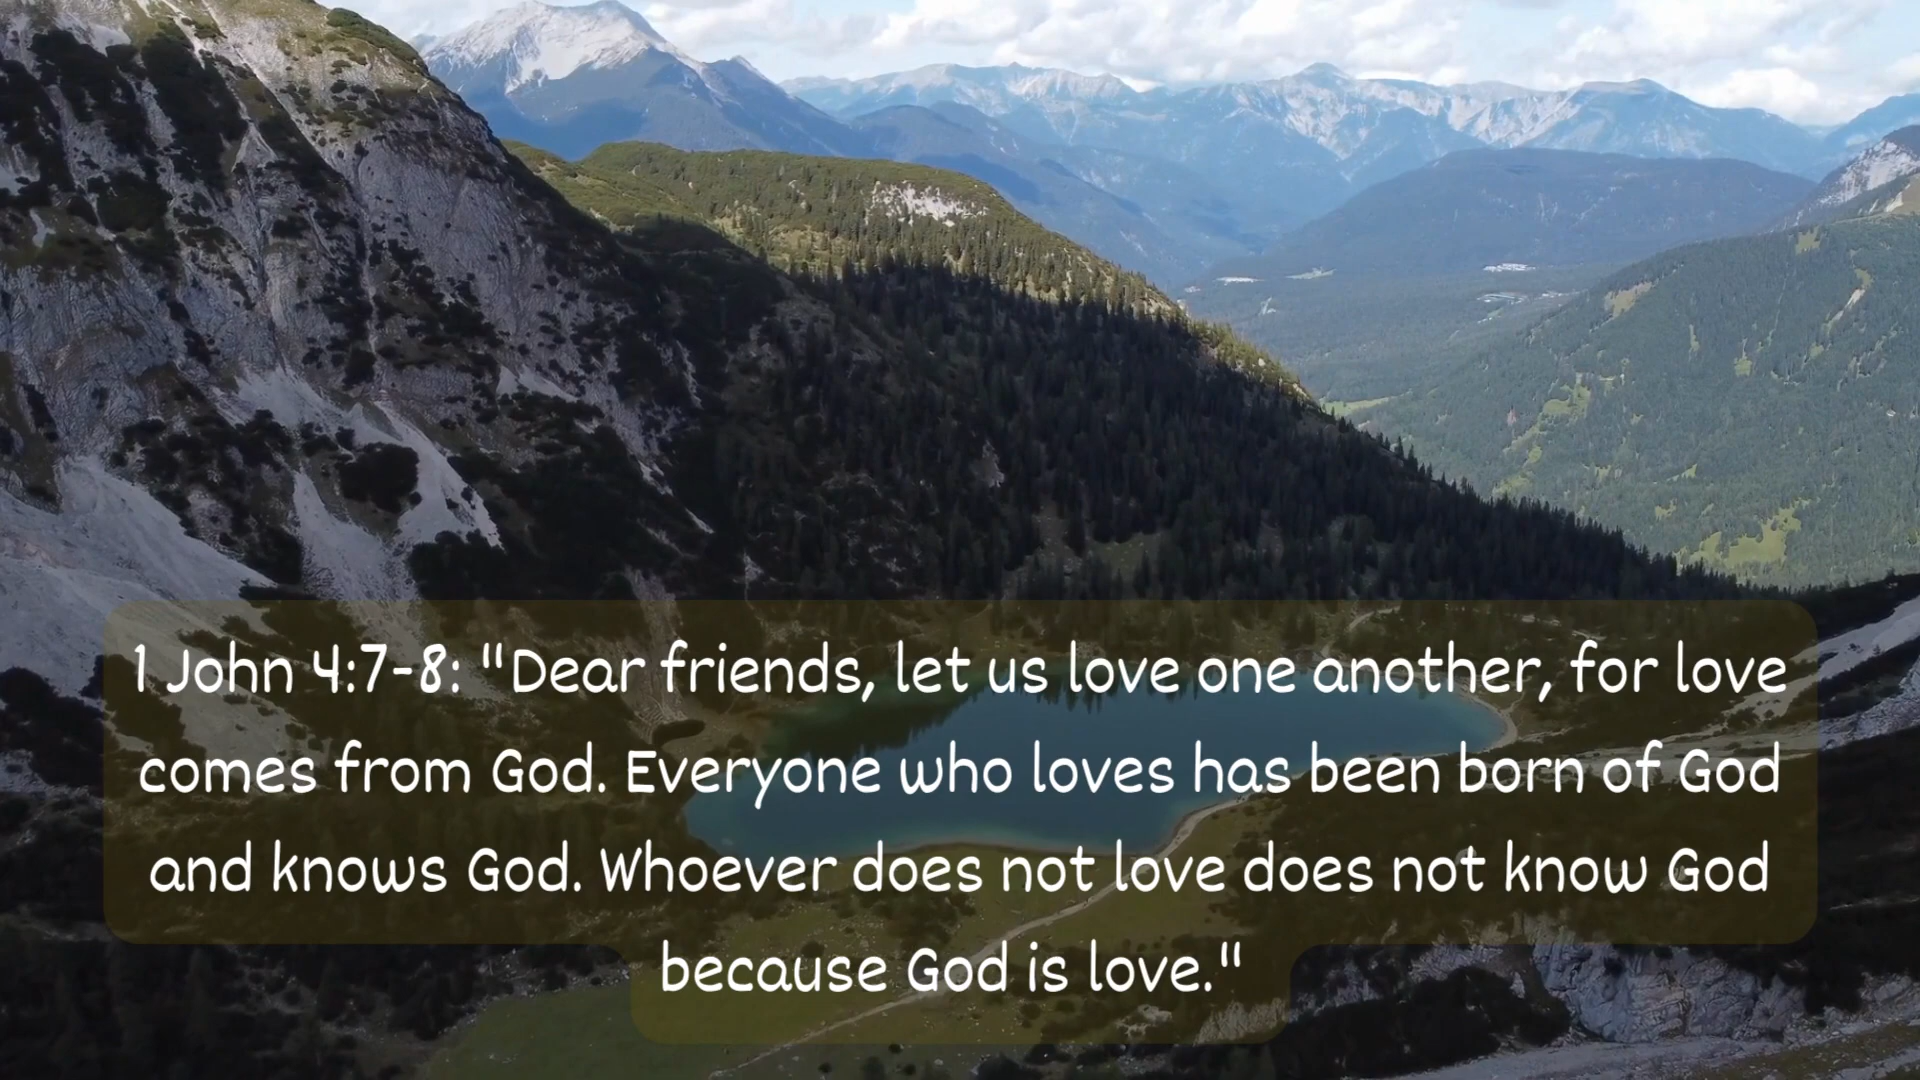 1 John 4:7-8: "Dear friends, let us love one another, for love
comes from God. Everyone who loves has been born of God
and knows God. Whoever does not love does not know God
because God is love."